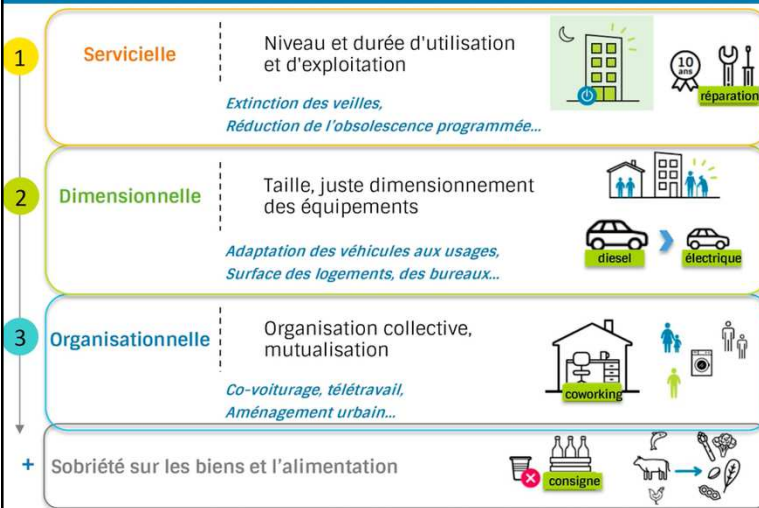 1
Servicielle
Niveau et durée d'utilisation
et d'exploitation
Extinction des veilles,
Réduction de l'obsolescence programmée...
10
ans
réparation
2
Dimensionnelle
Taille, juste dimensionnement
des équipements
Adaptation des véhicules aux usages,
Surface des logements, des bureaux...
diesel
électrique
3
Organisationnelle
Organisation collective,
mutualisation
Co-voiturage, télétravail,
Aménagement urbain...
coworking
+ Sobriété sur les biens et l'alimentation
consigne